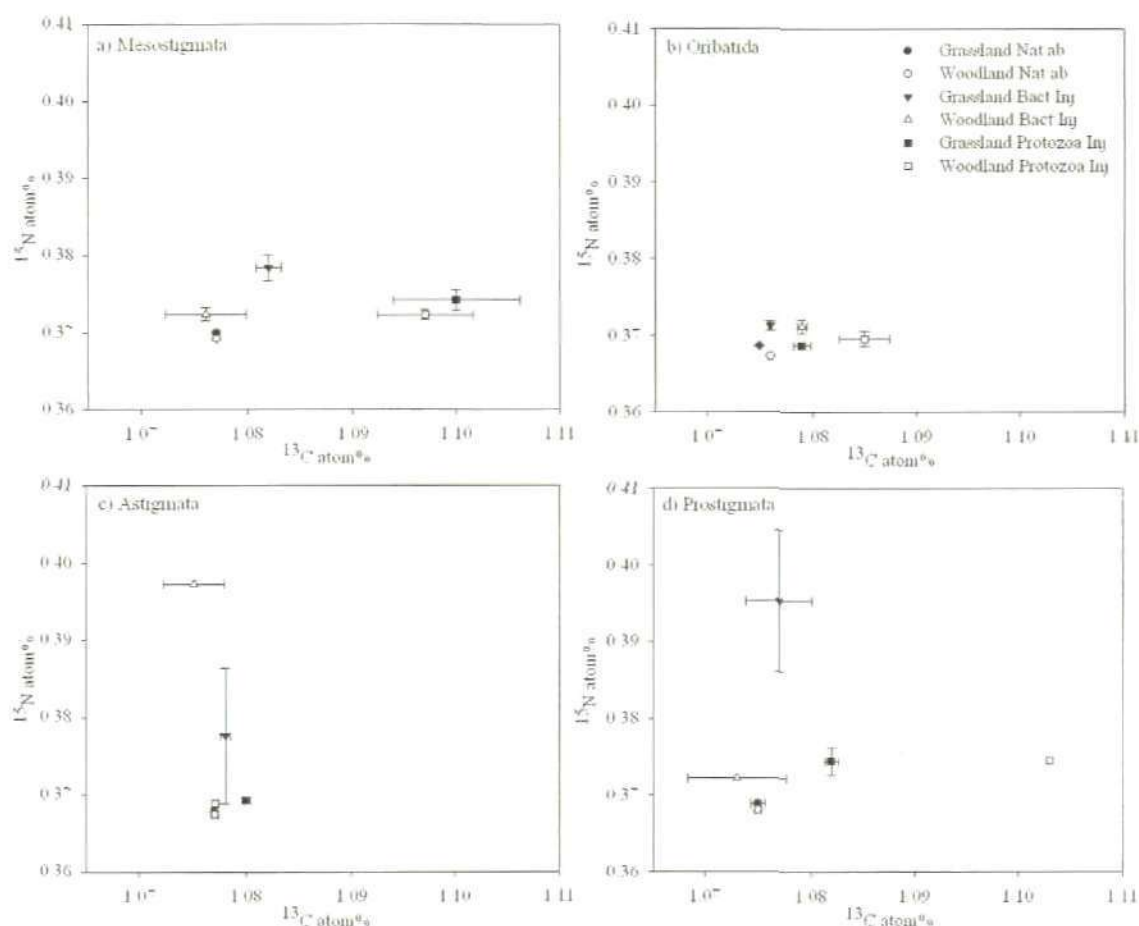 a) Mesostigmata
0.41
0.40
0.39
0.38
0.37
0.36
15N atom%
1.07 1.08 1.09 1.10 1.11
13C atom%
b) Oribatida
Grassland Nat ab
Woodland Nat ab
Grassland Bact Inj
Woodland Bact Inj
Grassland Protozoa Inj
Woodland Protozoa Inj
0.41
0.40
0.39
0.38
0.37
0.36
15N atom%
1.07 1.08 1.09 1.10 1.11
13C atom%
c) Astigmata
0.41
0.40
0.39
0.38
0.37
0.36
15N atom%
1.07 1.08 1.09 1.10 1.11
13C atom%
d) Prostigmata
0.41
0.40
0.39
0.38
0.37
0.36
15N atom%
1.07 1.08 1.09 1.10 1.11
13C atom%